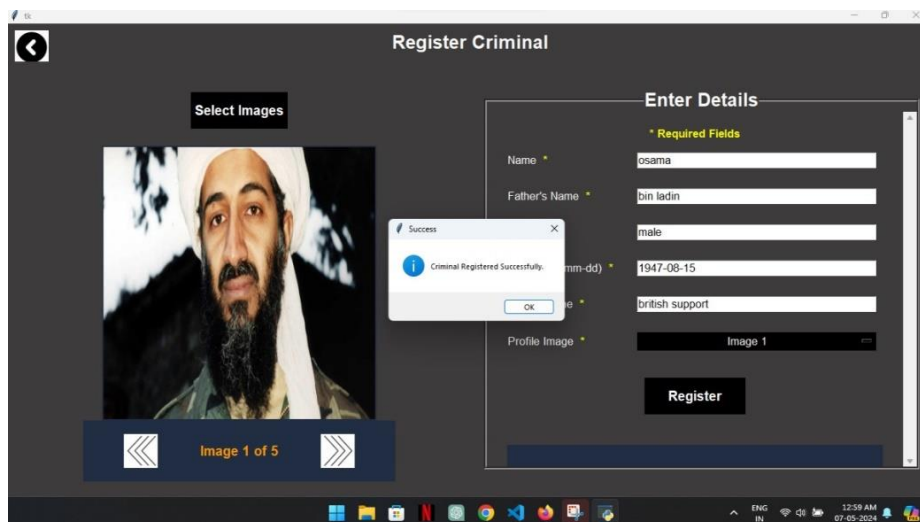 tk
Register Criminal
Select Images
Enter Details
* Required Fields
Name *
osama
Father's Name *
bin ladin
male
mm-dd) *
1947-08-15
e *
british support
Profile Image *
Image 1
Register
Success
Criminal Registered Successfully.
OK
Image 1 of 5
ENG
IN
12:59 AM
07-05-2024